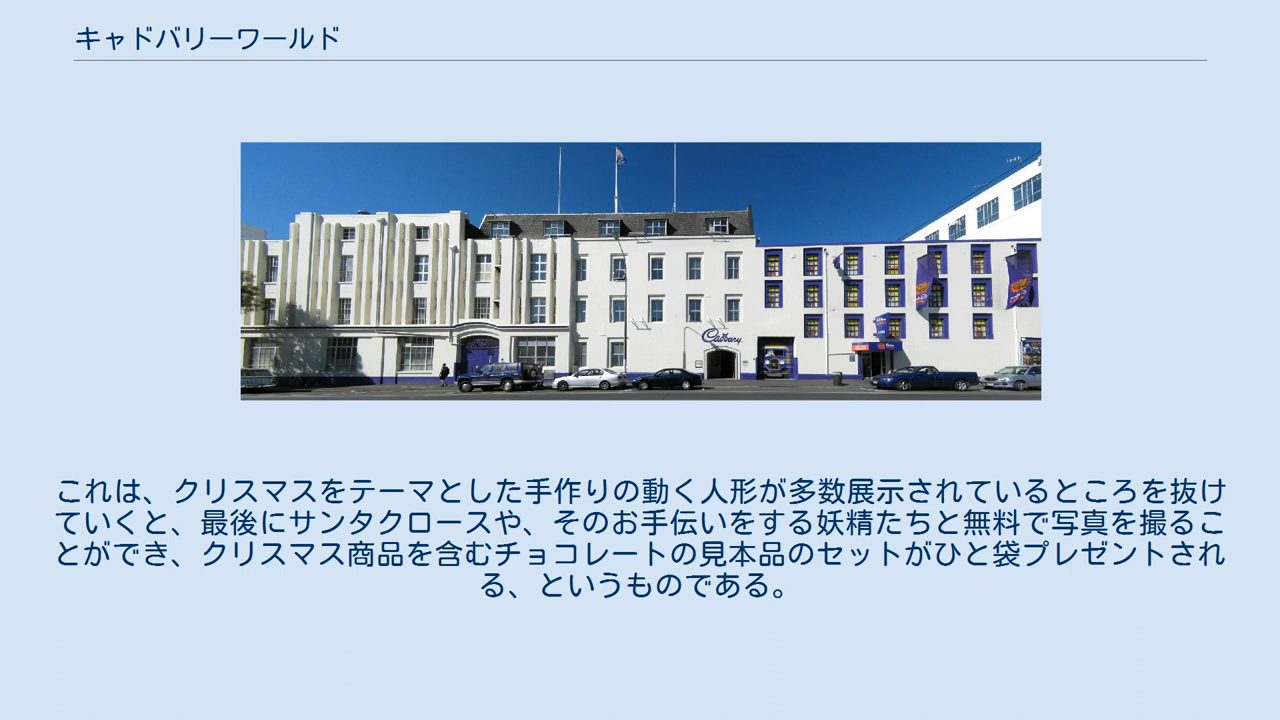 キャドバリーワールド
Cadbury
これは、クリスマスをテーマとした手作りの動く人形が多数展示されているところを抜け
ていくと、最後にサンタクロースや、そのお手伝いをする妖精たちと無料で写真を撮るこ
とができ、クリスマス商品を含むチョコレートの見本品のセットがひと袋プレゼントされ
る、というものである。